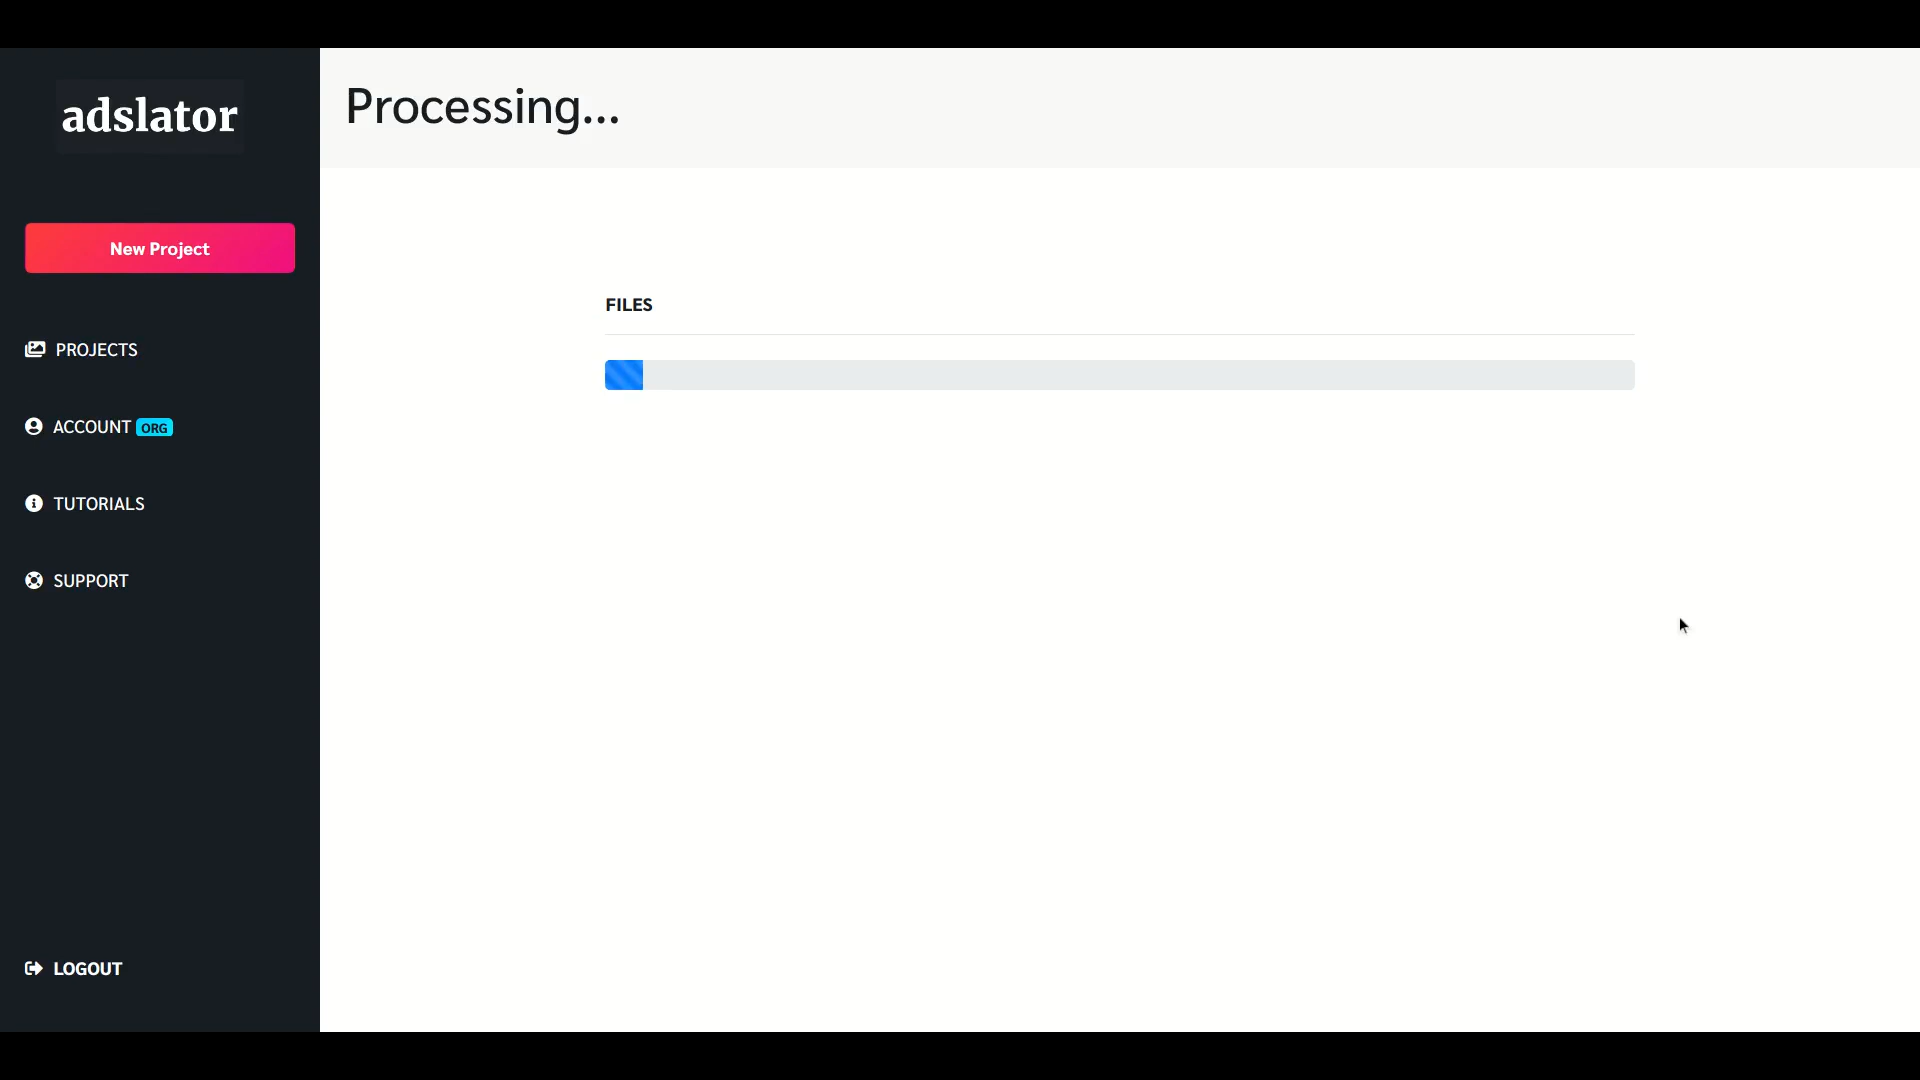 adslator
Processing...
New Project
FILES
PROJECTS
ACCOUNT ORG
TUTORIALS
SUPPORT
LOGOUT